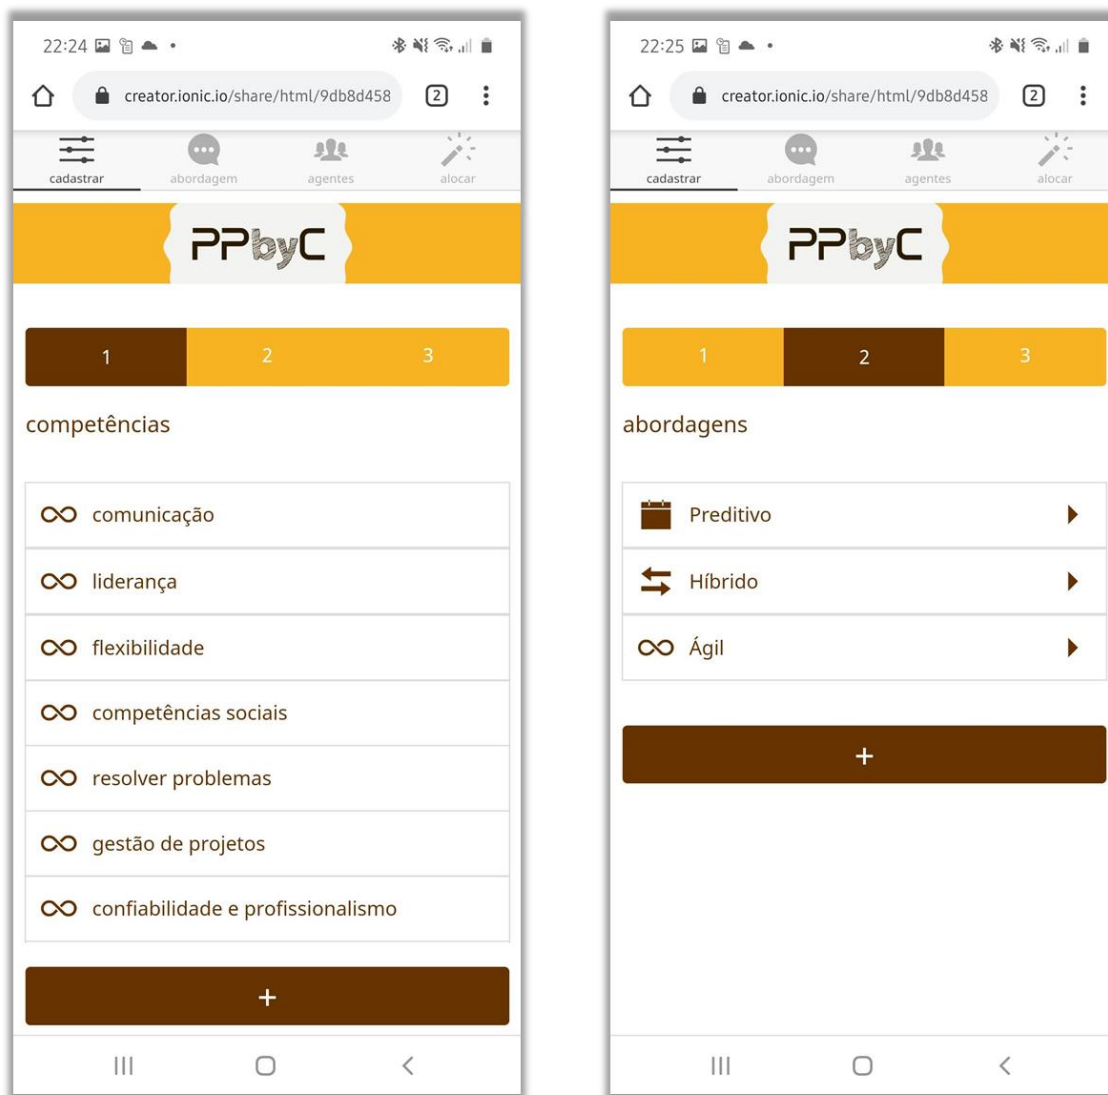 22:24
creator.ionic.io/share/html/9db8d458
2
cadastrar
abordagem
agentes
alocar
PPbyC
1
2
3
competências
comunicação
liderança
flexibilidade
competências sociais
resolver problemas
gestão de projetos
confiabilidade e profissionalismo
+
22:25
creator.ionic.io/share/html/9db8d458
2
cadastrar
abordagem
agentes
alocar
PPbyC
1
2
3
abordagens
Preditivo
Híbrido
Ágil
+